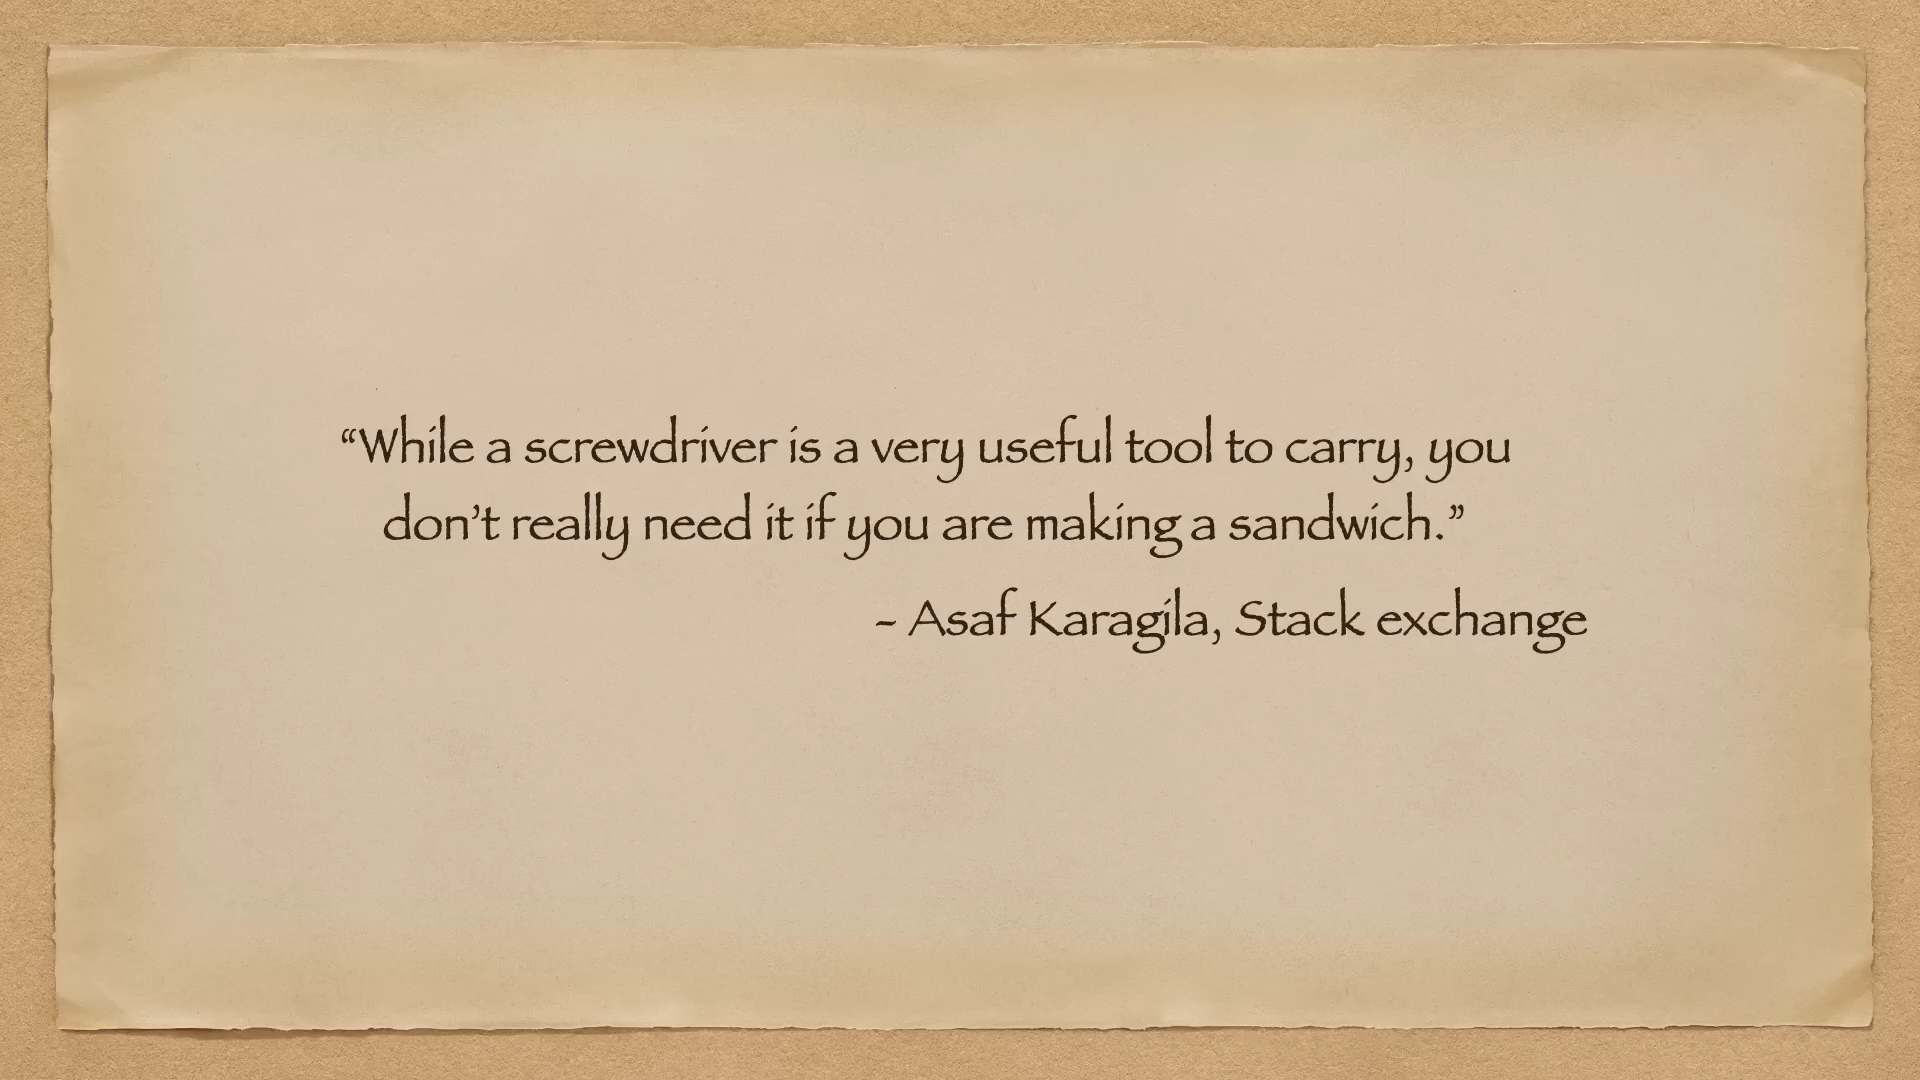 “While a screwdriver is a very useful tool to carry, you
don’t really need it if you are making a sandwich.”
– Asaf Karagila, Stack exchange